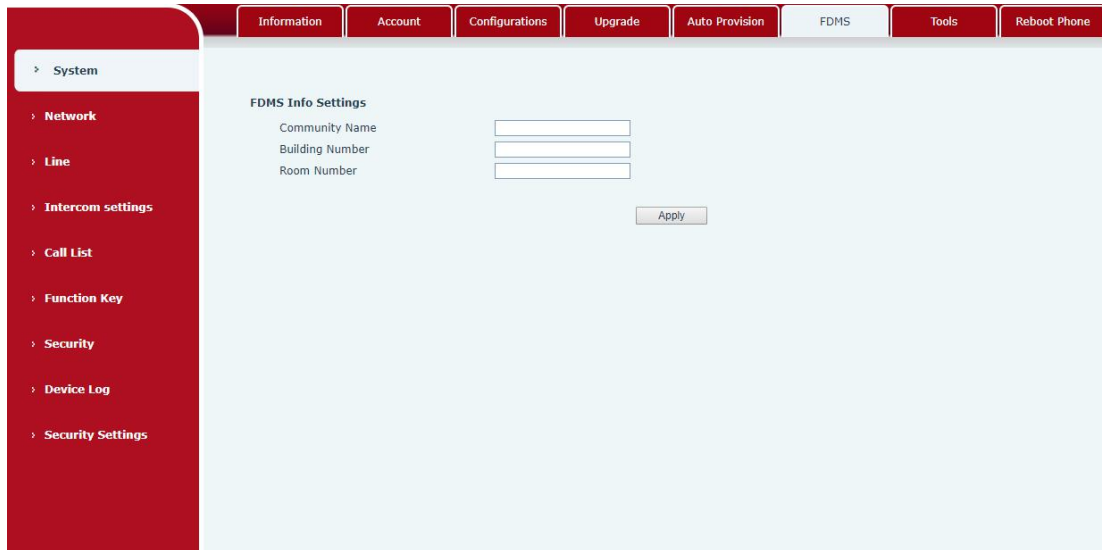 Information Account Configurations Upgrade Auto Provision FDMS Tools Reboot Phone
System
Network
Line
Intercom settings
Call List
Function Key
Security
Device Log
Security Settings
FDMS Info Settings
Community Name
Building Number
Room Number
Apply